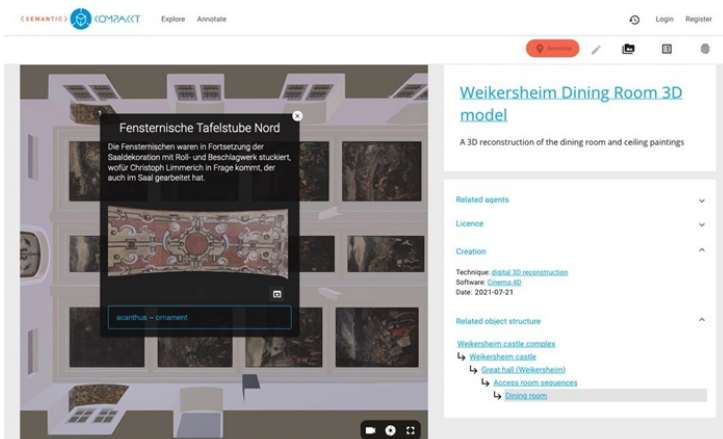 (SEMANTIC) COMPACT Explore Annotate Login Register
Annotate
Fensternische Tafelstube Nord
Die Fensternischen waren in Fortsetzung der
Saaldekoration mit Roll- und Beschlagwerk stuckiert,
wofür Christoph Limmerich in Frage kommt, der
auch im Saal gearbeitet hat.
acanthus – ornament
Weikersheim Dining Room 3D
model
A 3D reconstruction of the dining room and ceiling paintings
Related agents
Licence
Creation
Technique: digital 3D reconstruction
Software: Cinema 4D
Date: 2021-07-21
Related object structure
Weikersheim castle complex
Weikersheim castle
Great hall (Weikersheim)
Access room sequences
Dining room